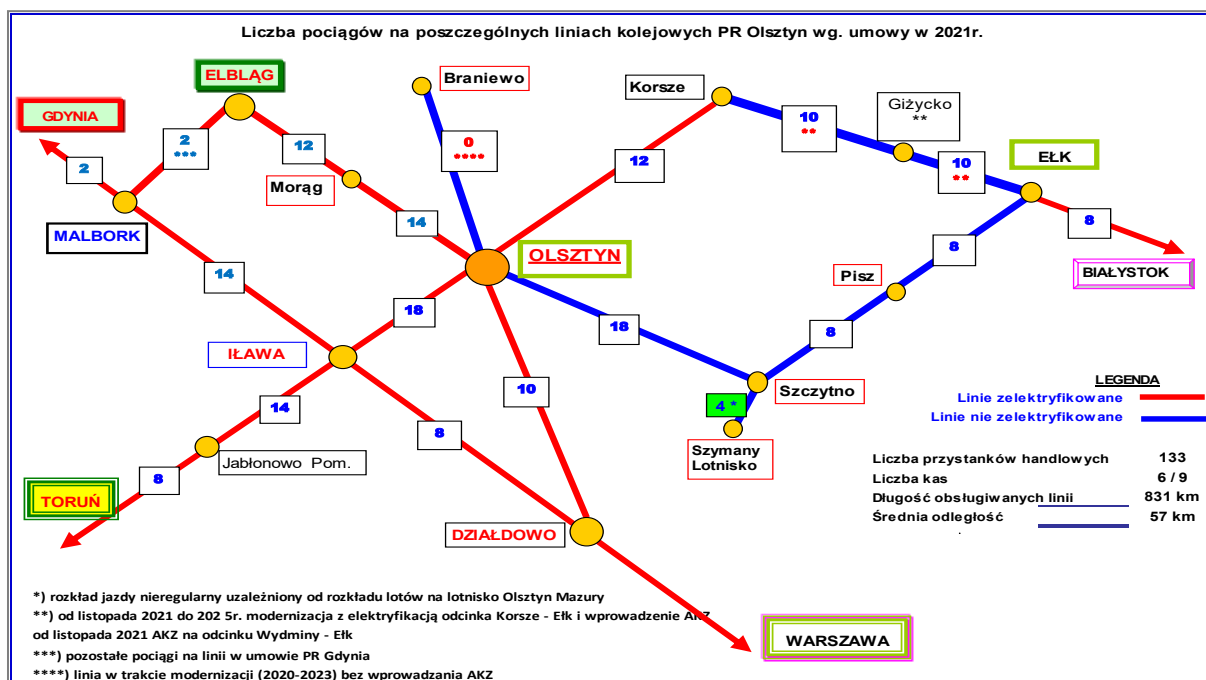 Liczba pociągów na poszczególnych liniach kolejowych PR Olsztyn wg. umowy w 2021r.
ELBLĄG
Braniewo
Korsze
GDYNIA
Giżycko
**
10
**
2
***
12
0
****
12
10
**
EŁK
2
Morąg
14
8
MALBORK
OLSZTYN
8
BIAŁYSTOK
14
Pisz
18
18
8
IŁAWA
10
Szczytno
LEGENDA
Linie zelektryfikowane
Linie nie zelektryfikowane
14
4 *
8
Szymany
Lotnisko
Jabłonowo Pom.
Liczba przystanków handlowych 133
Liczba kas 6 / 9
Długość obsługiwanych linii 831 km
Średnia odległość 57 km
8
TORUŃ
DZIAŁDOWO
*) rozkład jazdy nieregularny uzależniony od rozkładu lotów na lotnisko Olsztyn Mazury
**) od listopada 2021 do 202 5r. modernizacja z elektryfikacją odcinka Korsze - Ełk i wprowadzenie AKZ
od listopada 2021 AKZ na odcinku Wydminy - Ełk
***) pozostałe pociągi na linii w umowie PR Gdynia
****) linia w trakcie modernizacji (2020-2023) bez wprowadzania AKZ
WARSZAWA